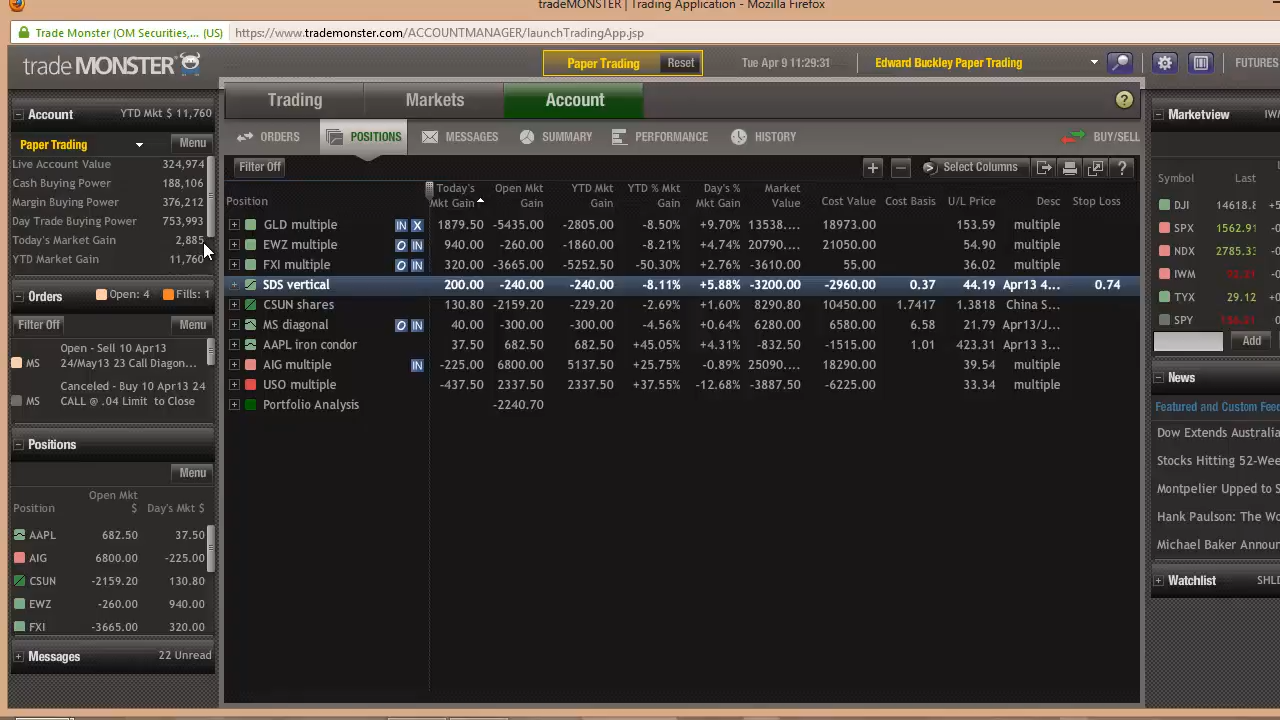 tradeMONSTER | Trading Application - Mozilla Firefox
Trade Monster (OM Securities,... (US) https://www.trademonster.com/ACCOUNTMANAGER/launchTradingApp.jsp
trade MONSTER Paper Trading Reset Tue Apr 9 11:29:31 Edward Buckley Paper Trading FUTURES
Account YTD Mkt $ 11,760
Paper Trading Menu
Live Account Value 324,974
Cash Buying Power 188,106
Margin Buying Power 376,212
Day Trade Buying Power 753,993
Today's Market Gain 2,885
YTD Market Gain 11,760
Orders Open: 4 Fills: 1
Filter Off Menu
Open - Sell 10 Apr13
MS 24/May13 23 Call Diagon...
Canceled - Buy 10 Apr13 24
MS CALL @ .04 Limit to Close
Positions
Menu
Open Mkt
Position $ Day's Mkt $
AAPL 682.50 37.50
AIG 6800.00 -225.00
CSUN -2159.20 130.80
EWZ -260.00 940.00
FXI -3665.00 320.00
Messages 22 Unread
Trading Markets Account ?
ORDERS POSITIONS MESSAGES SUMMARY PERFORMANCE HISTORY BUY/SELL
Filter Off + - Select Columns ?
Today's Open Mkt YTD Mkt YTD % Mkt Day's % Market
Position Mkt Gain Gain Gain Gain Mkt Gain Value Cost Value Cost Basis U/L Price Desc Stop Loss
GLD multiple IN X 1879.50 -5435.00 -2805.00 -8.50% +9.70% 13538.... 18973.00 153.59 multiple
EWZ multiple O IN 940.00 -260.00 -1860.00 -8.21% +4.74% 20790.... 21050.00 54.90 multiple
FXI multiple O IN 320.00 -3665.00 -5252.50 -50.30% +2.76% -3610.00 55.00 36.02 multiple
SDS vertical 200.00 -240.00 -240.00 -8.11% +5.88% -3200.00 -2960.00 0.37 44.19 Apr13 4... 0.74
CSUN shares 130.80 -2159.20 -229.20 -2.69% +1.60% 8290.80 10450.00 1.7417 1.3818 China S...
MS diagonal O IN 40.00 -300.00 -300.00 -4.56% +0.64% 6280.00 6580.00 6.58 21.79 Apr13/J...
AAPL iron condor 37.50 682.50 682.50 +45.05% +4.31% -832.50 -1515.00 1.01 423.31 Apr13 3...
AIG multiple IN -225.00 6800.00 5137.50 +25.75% -0.89% 25090.... 18290.00 39.54 multiple
USO multiple -437.50 2337.50 2337.50 +37.55% -12.68% -3887.50 -6225.00 33.34 multiple
Portfolio Analysis -2240.70
Marketview IW
Symbol Last
DJI 14618.8
SPX 1562.91
NDX 2785.33
IWM
TYX 29.12
SPY
Add
News
Featured and Custom Feed
Dow Extends Australia
Stocks Hitting 52-Wee
Montpelier Upped to S
Hank Paulson: The Wo
Michael Baker Announ
Watchlist SHLD